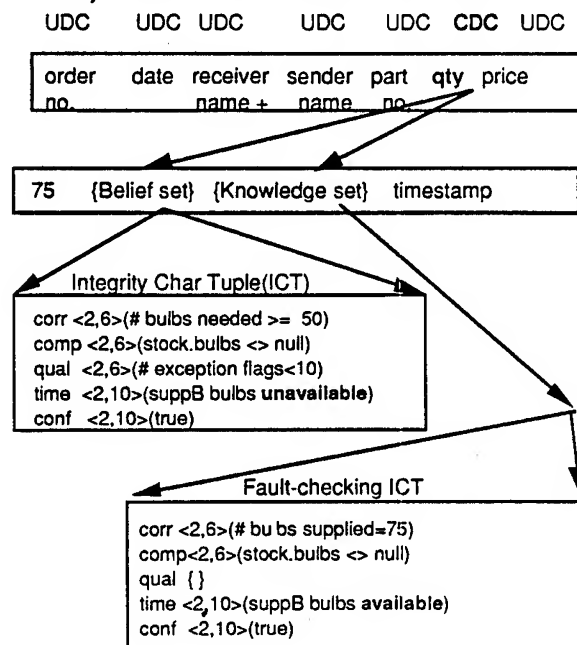 UDC UDC UDC UDC UDC CDC UDC
order date receiver sender part qty price
no. name + name no.
75 {Belief set} {Knowledge set} timestamp
Integrity Char Tuple(ICT)
corr <2,6>(# bulbs needed >= 50)
comp <2,6>(stock.bulbs <> null)
qual <2,6>(# exception flags<10)
time <2,10>(suppB bulbs unavailable)
conf <2,10>(true)
Fault-checking ICT
corr <2,6>(# bu bs supplied=75)
comp<2,6>(stock.bulbs <> null)
qual { }
time <2,10>(suppB bulbs available)
conf <2,10>(true)